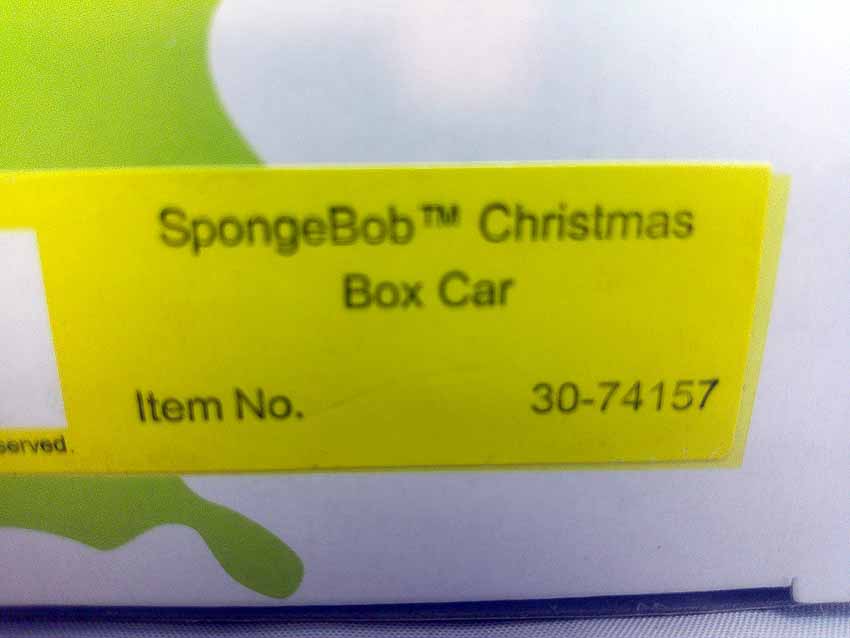 SpongeBob™ Christmas
Box Car
Item No. 30-74157
served.